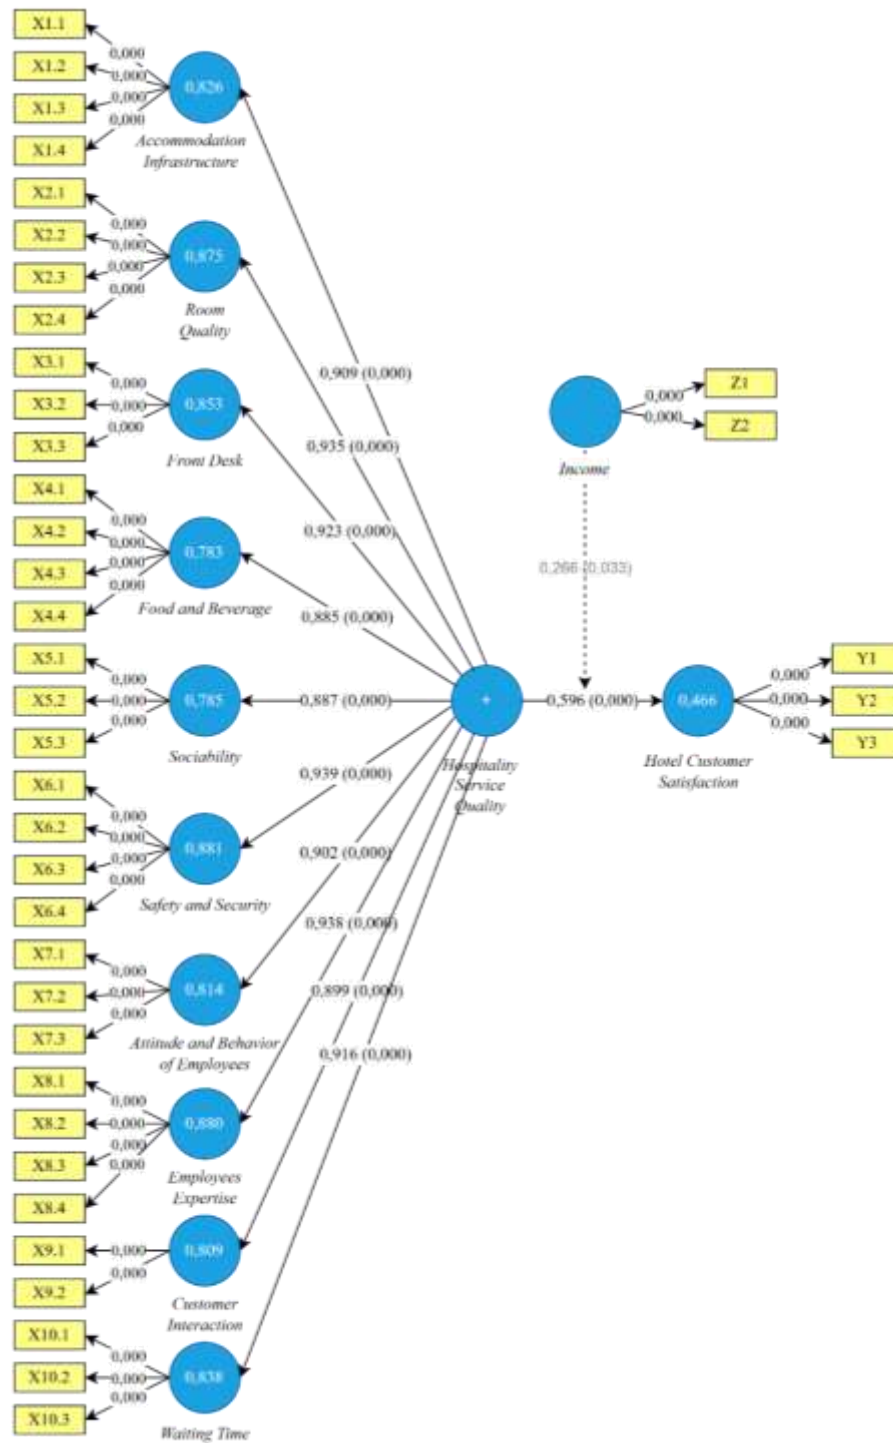 X1.1
0,000
X1.2
0,000
0,826
X1.3
0,000
0,000
X1.4
Accommodation
Infrastructure
X2.1
0,000
X2.2
0,000
0,875
X2.3
0,000
0,000
X2.4
Room
Quality
X3.1
0,000
X3.2
0,000
0,853
X3.3
0,000
Front Desk
X4.1
0,000
X4.2
0,000
0,783
X4.3
0,000
0,000
X4.4
Food and Beverage
X5.1
0,000
X5.2
0,000
0,785
X5.3
0,000
Sociability
X6.1
0,000
X6.2
0,000
0,881
X6.3
0,000
0,000
X6.4
Safety and Security
X7.1
0,000
X7.2
0,000
0,814
X7.3
0,000
Attitude and Behavior
of Employees
X8.1
0,000
X8.2
0,000
0,880
X8.3
0,000
0,000
X8.4
Employees
Expertise
X9.1
0,000
0,809
X9.2
0,000
Customer
Interaction
X10.1
0,000
X10.2
0,000
0,838
X10.3
0,000
Waiting Time
0,909 (0,000)
0,935 (0,000)
0,923 (0,000)
0,885 (0,000)
0,887 (0,000)
0,939 (0,000)
0,902 (0,000)
0,938 (0,000)
0,899 (0,000)
0,916 (0,000)
+
Hospitality
Service
Quality
Z1
0,000
0,000
Z2
Income
0,266 (0,033)
0,596 (0,000)
0,466
Hotel Customer
Satisfaction
Y1
0,000
Y2
0,000
Y3
0,000